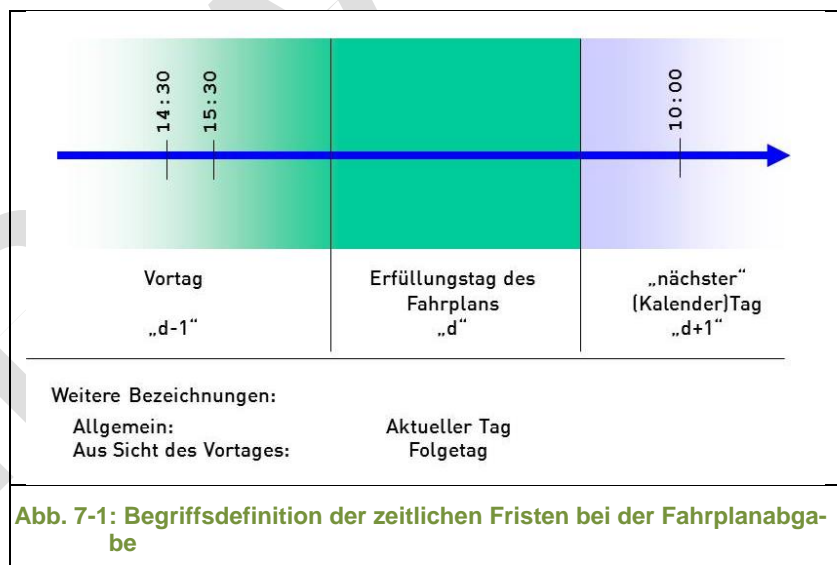 14:30
15:30
10:00
Vortag
„d-1“
Erfüllungstag des
Fahrplans
„d“
„nächster“
(Kalender)Tag
„d+1“
Weitere Bezeichnungen:
Allgemein: Aktueller Tag
Aus Sicht des Vortages: Folgetag
Abb. 7-1: Begriffsdefinition der zeitlichen Fristen bei der Fahrplanabga-
be